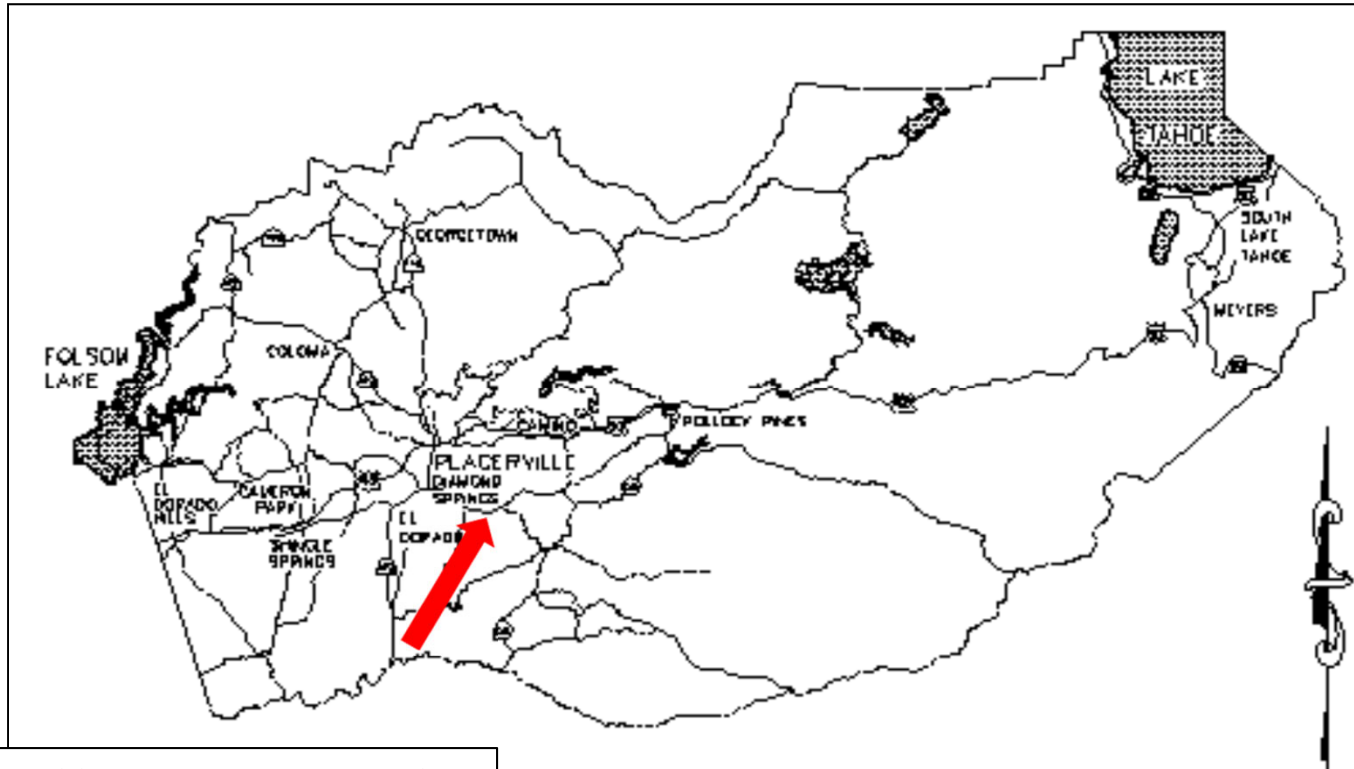 LAKE
TAHOE
GEORGETOWN
SOUTH
LAKE
TAHOE
MEYERS
COLOMA
FOLSOM
LAKE
CAMINO
POLLOCK PINES
PLACERVILLE
DIAMOND
SPRINGS
EL
DORADO
HILLS
CAMERON
PARK
EL
DORADO
SHINGLE
SPRINGS